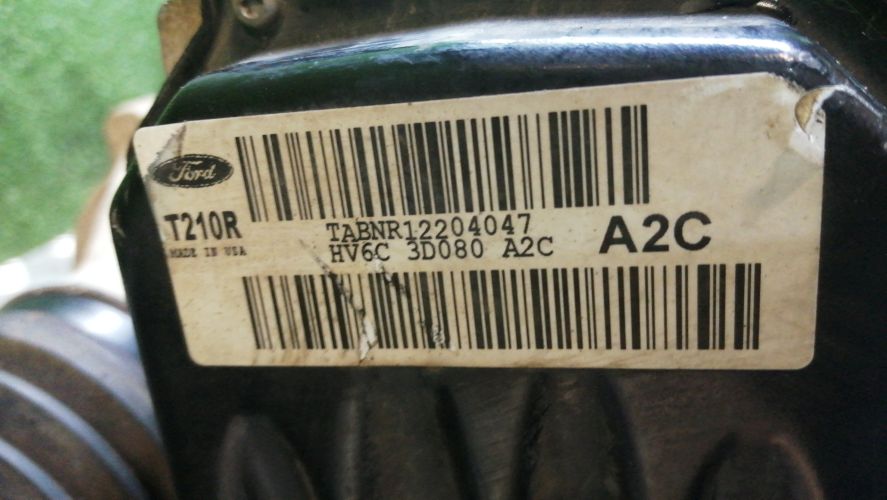 Ford
T210R
MADE IN USA
TABNR12204047
HV6C 3D080 A2C
A2C